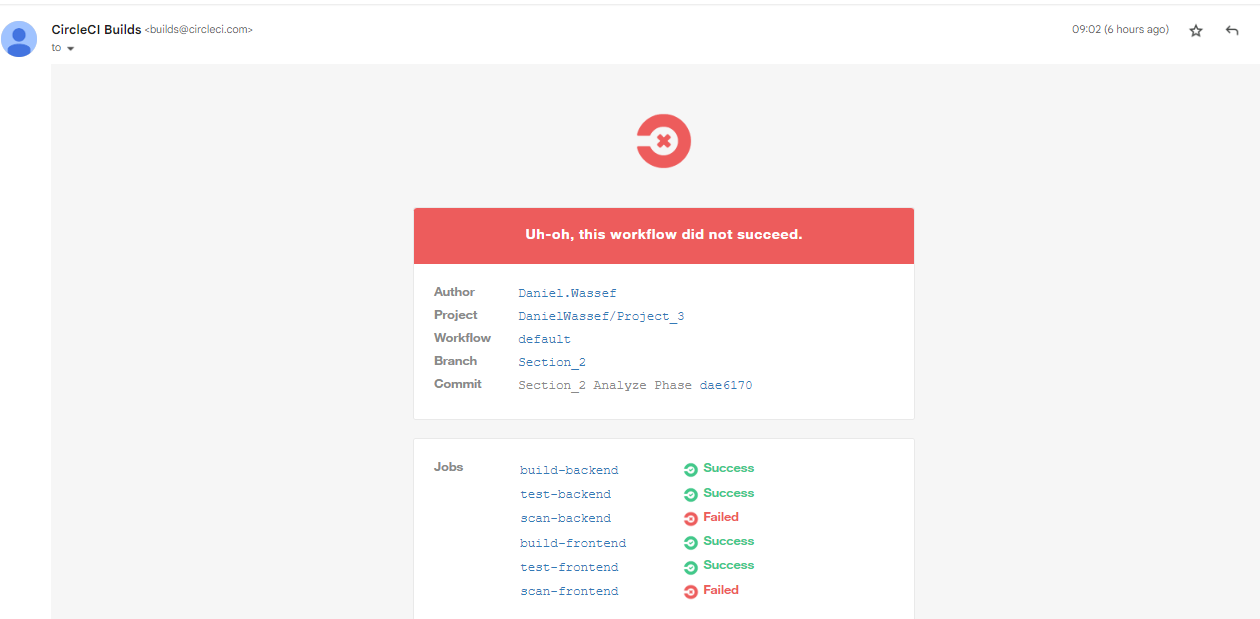 CircleCI Builds <builds@circleci.com> 09:02 (6 hours ago)
to
Uh-oh, this workflow did not succeed.
Author Daniel.Wassef
Project DanielWassef/Project_3
Workflow default
Branch Section_2
Commit Section_2 Analyze Phase dae6170
Jobs build-backend Success
test-backend Success
scan-backend Failed
build-frontend Success
test-frontend Success
scan-frontend Failed